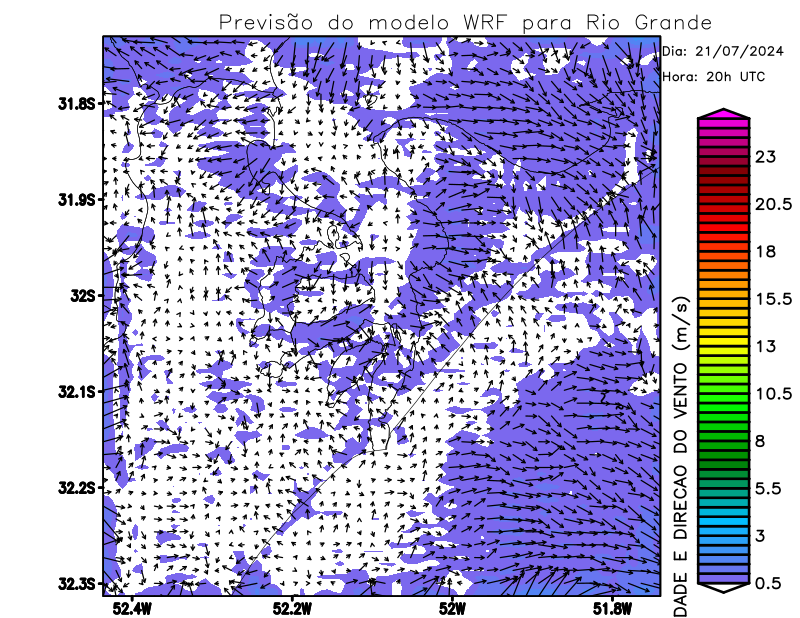 Previsão do modelo WRF para Rio Grande
Dia: 21/07/2024
Hora: 20h UTC
31.8S
31.9S
32S
32.1S
32.2S
32.3S
52.4W
52.2W
52W
51.8W
DADE E DIRECAO DO VENTO (m/s)
23
20.5
18
15.5
13
10.5
8
5.5
3
0.5